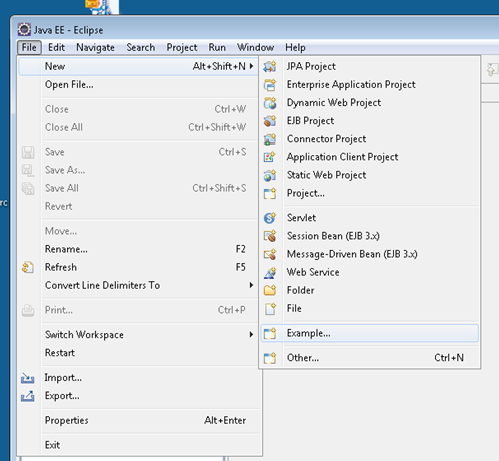 Java EE - Eclipse
File Edit Navigate Search Project Run Window Help
New Alt+Shift+N
Open File...
Close Ctrl+W
Close All Ctrl+Shift+W
Save Ctrl+S
Save As...
Save All Ctrl+Shift+S
Revert
Move...
Rename... F2
Refresh F5
Convert Line Delimiters To
Print... Ctrl+P
Switch Workspace
Restart
Import...
Export...
Properties Alt+Enter
Exit
JPA Project
Enterprise Application Project
Dynamic Web Project
EJB Project
Connector Project
Application Client Project
Static Web Project
Project...
Servlet
Session Bean (EJB 3.x)
Message-Driven Bean (EJB 3.x)
Web Service
Folder
File
Example...
Other... Ctrl+N
rc